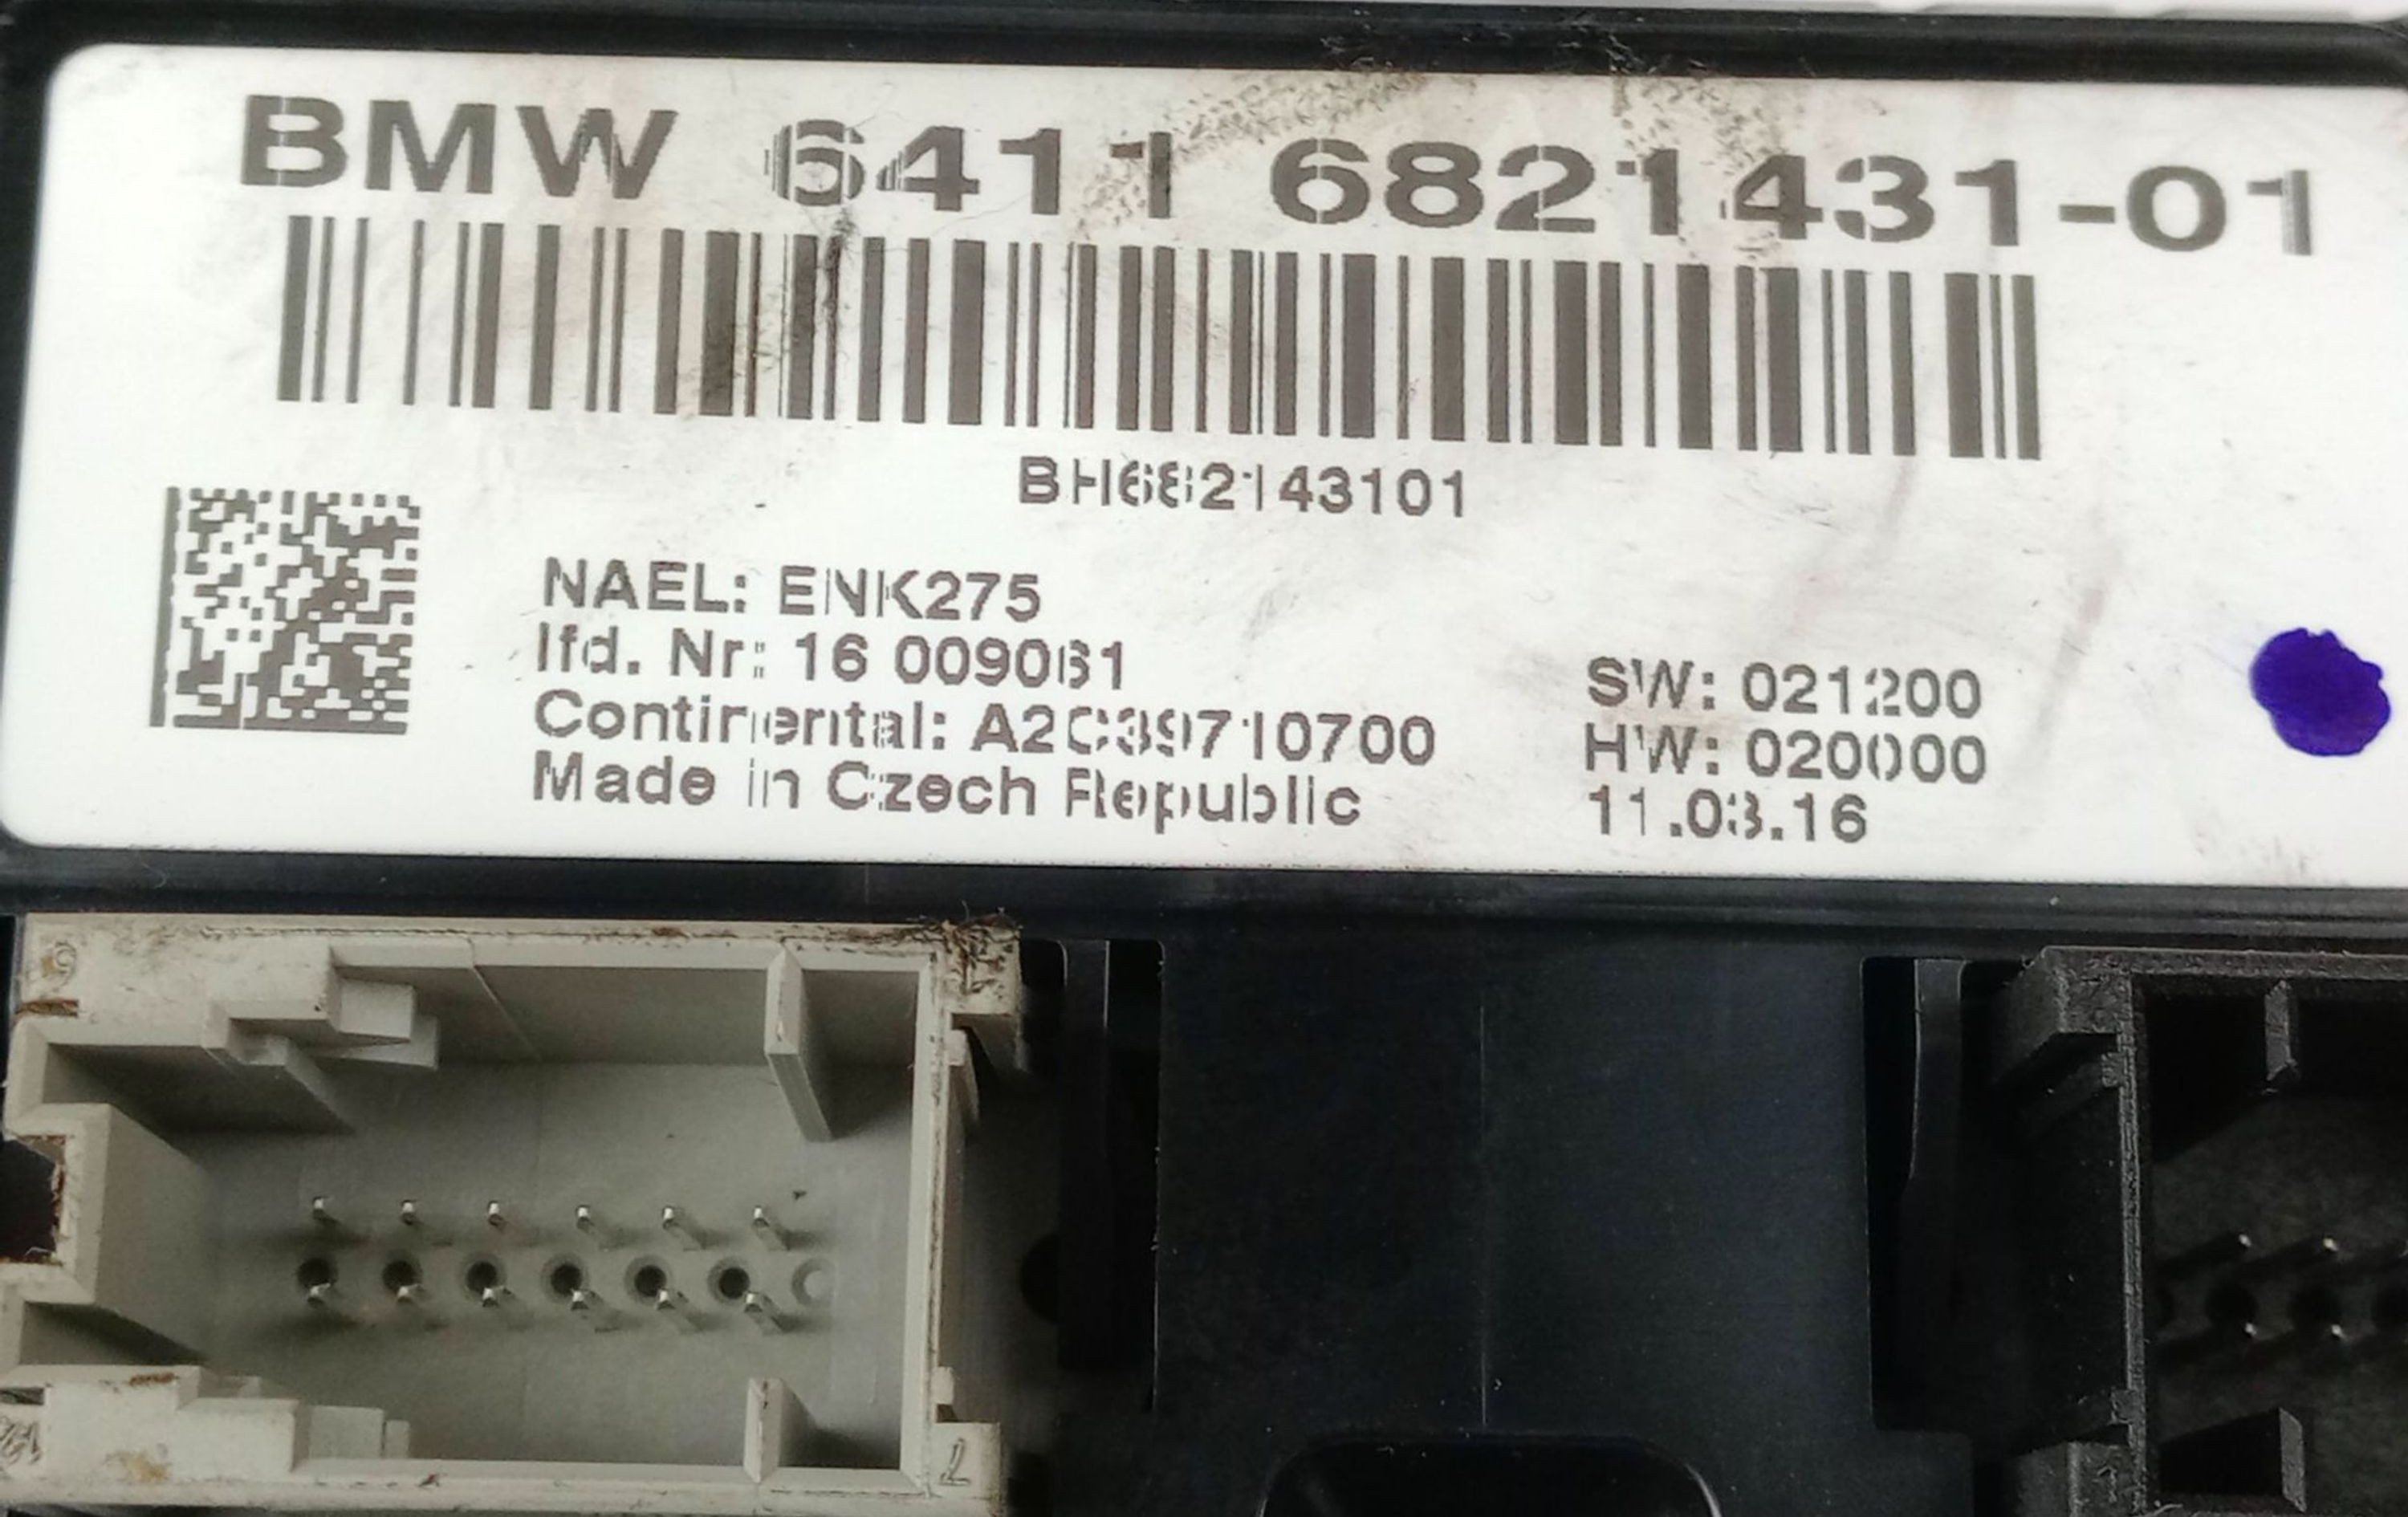 BMW 6411 6821431-01
BH682143101
NAEL: ENK275
lfd. Nr: 16 009061
Continental: A2C39710700
Made in Czech Republic
SW: 021200
HW: 020000
11.03.16